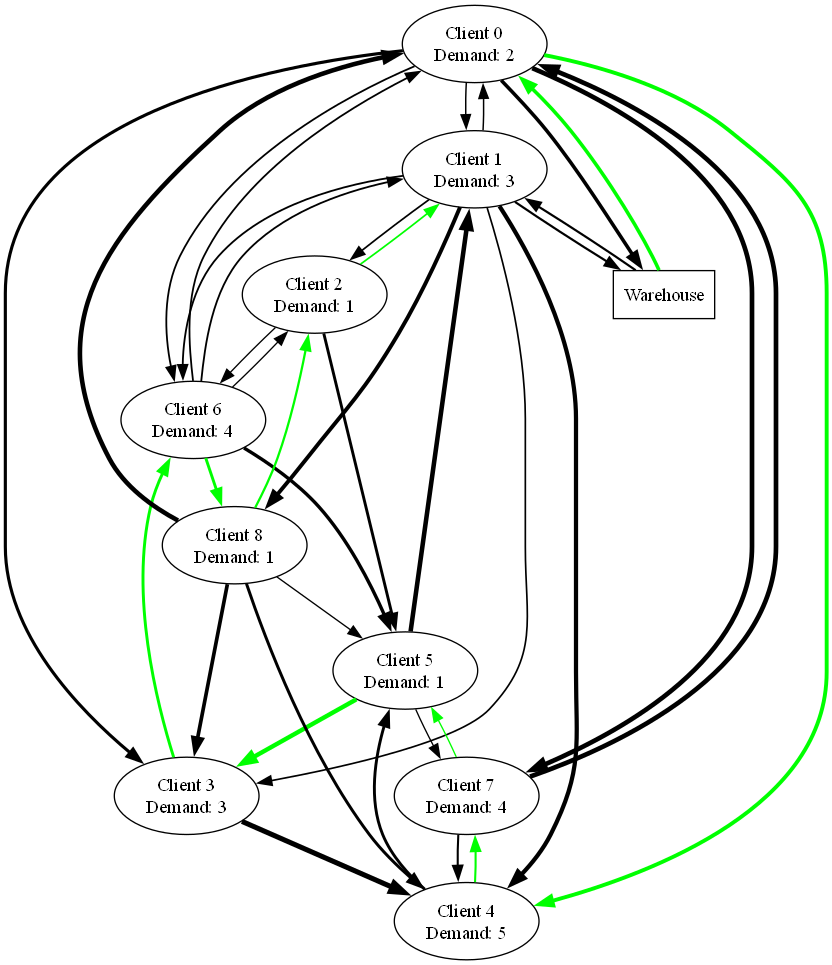 Client 0
Demand: 2
Client 1
Demand: 3
Client 2
Demand: 1
Warehouse
Client 6
Demand: 4
Client 8
Demand: 1
Client 5
Demand: 1
Client 3
Demand: 3
Client 7
Demand: 4
Client 4
Demand: 5